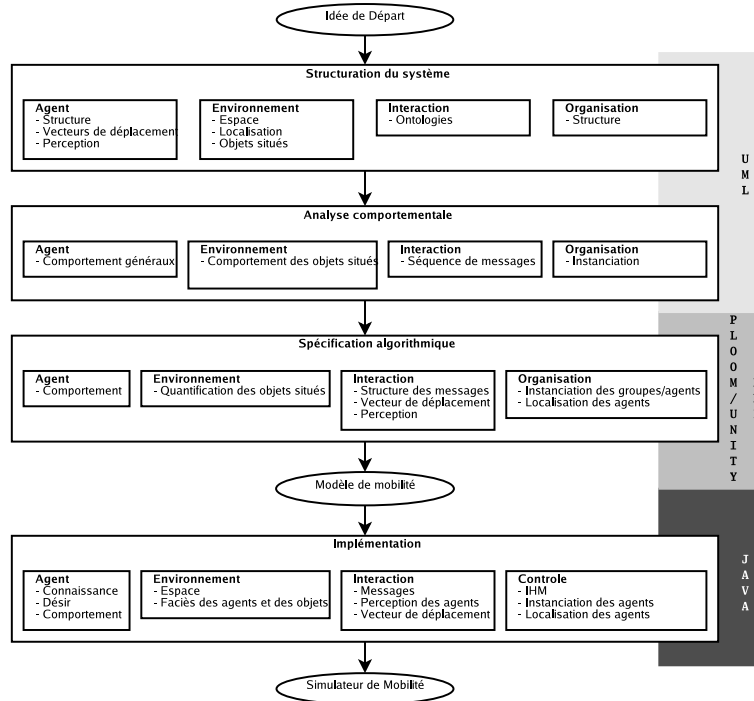 Idée de Départ
Structuration du système
Agent
- Structure
- Vecteurs de déplacement
- Perception
Environnement
- Espace
- Localisation
- Objets situés
Interaction
- Ontologies
Organisation
- Structure
UML
Analyse comportementale
Agent
- Comportement généraux
Environnement
- Comportement des objets situés
Interaction
- Séquence de messages
Organisation
- Instanciation
Spécification algorithmique
Agent
- Comportement
Environnement
- Quantification des objets situés
Interaction
- Structure des messages
- Vecteur de déplacement
- Perception
Organisation
- Instanciation des groupes/agents
- Localisation des agents
PLOOM/UNITY
Modèle de mobilité
Implémentation
Agent
- Connaissance
- Désir
- Comportement
Environnement
- Espace
- Faciès des agents et des objets
Interaction
- Messages
- Perception des agents
- Vecteur de déplacement
Controle
- IHM
- Instanciation des agents
- Localisation des agents
JAVA
Simulateur de Mobilité